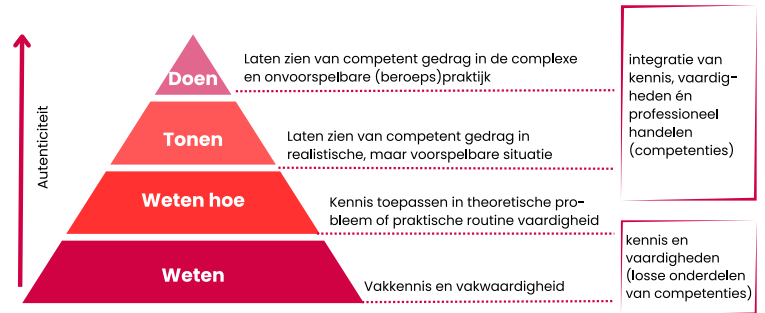 Autenticiteit
Doen
Laten zien van competent gedrag in de complexe
en onvoorspelbare (beroeps)praktijk
Tonen
Laten zien van competent gedrag in
realistische, maar voorspelbare situatie
Weten hoe
Kennis toepassen in theoretische pro-
bleem of praktische routine vaardigheid
Weten
Vakkennis en vakwaardigheid
integratie van
kennis, vaardig-
heden én
professioneel
handelen
(competenties)
kennis en
vaardigheden
(losse onderdelen
van competenties)